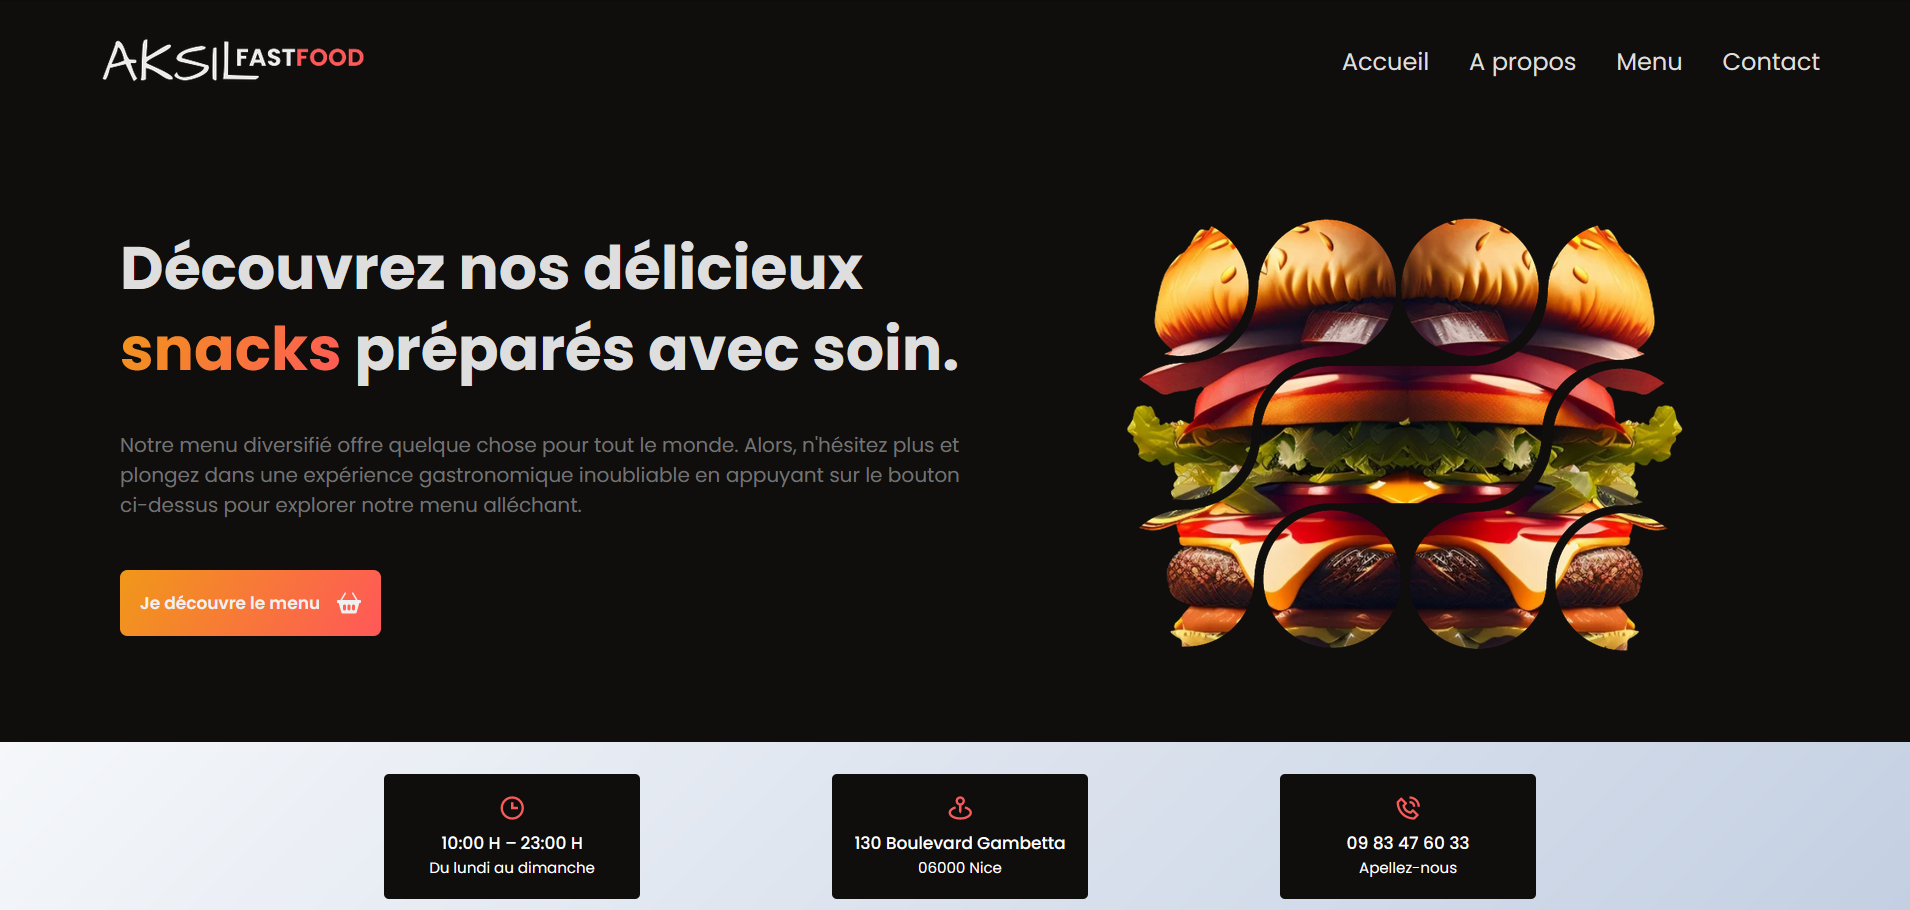 AKSIL FASTFOOD
Accueil A propos Menu Contact
Découvrez nos délicieux
snacks préparés avec soin.
Notre menu diversifié offre quelque chose pour tout le monde. Alors, n'hésitez plus et
plongez dans une expérience gastronomique inoubliable en appuyant sur le bouton
ci-dessus pour explorer notre menu alléchant.
Je découvre le menu
10:00 H – 23:00 H
Du lundi au dimanche
130 Boulevard Gambetta
06000 Nice
09 83 47 60 33
Apellez-nous